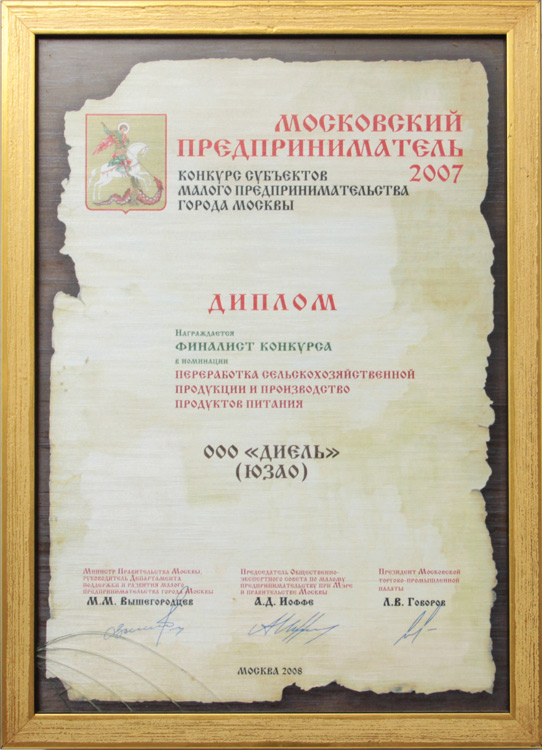 МОСКОВСКИЙ
ПРЕДПРИНИМАТЕЛЬ
2007
КОНКУРС СУБЪЕКТОВ
МАЛОГО ПРЕДПРИНИМАТЕЛЬСТВА
ГОРОДА МОСКВЫ
ДИПЛОМ
НАГРАЖДАЕТСЯ
ФИНАЛИСТ КОНКУРСА
В НОМИНАЦИИ
ПЕРЕРАБОТКА СЕЛЬСКОХОЗЯЙСТВЕННОЙ
ПРОДУКЦИИ И ПРОИЗВОДСТВО
ПРОДУКТОВ ПИТАНИЯ
ООО «ДИЕЛЬ»
(ЮЗАО)
Министр Правительства Москвы,
руководитель Департамента
поддержки и развития малого
предпринимательства города Москвы
М.М. Вышегородцев
Председатель Общественно-
экспертного совета по малому
предпринимательству при Мэре
и правительстве Москвы
А.Д. Иоффе
Президент Московской
торгово-промышленной
палаты
Л.В. Говоров
МОСКВА 2008